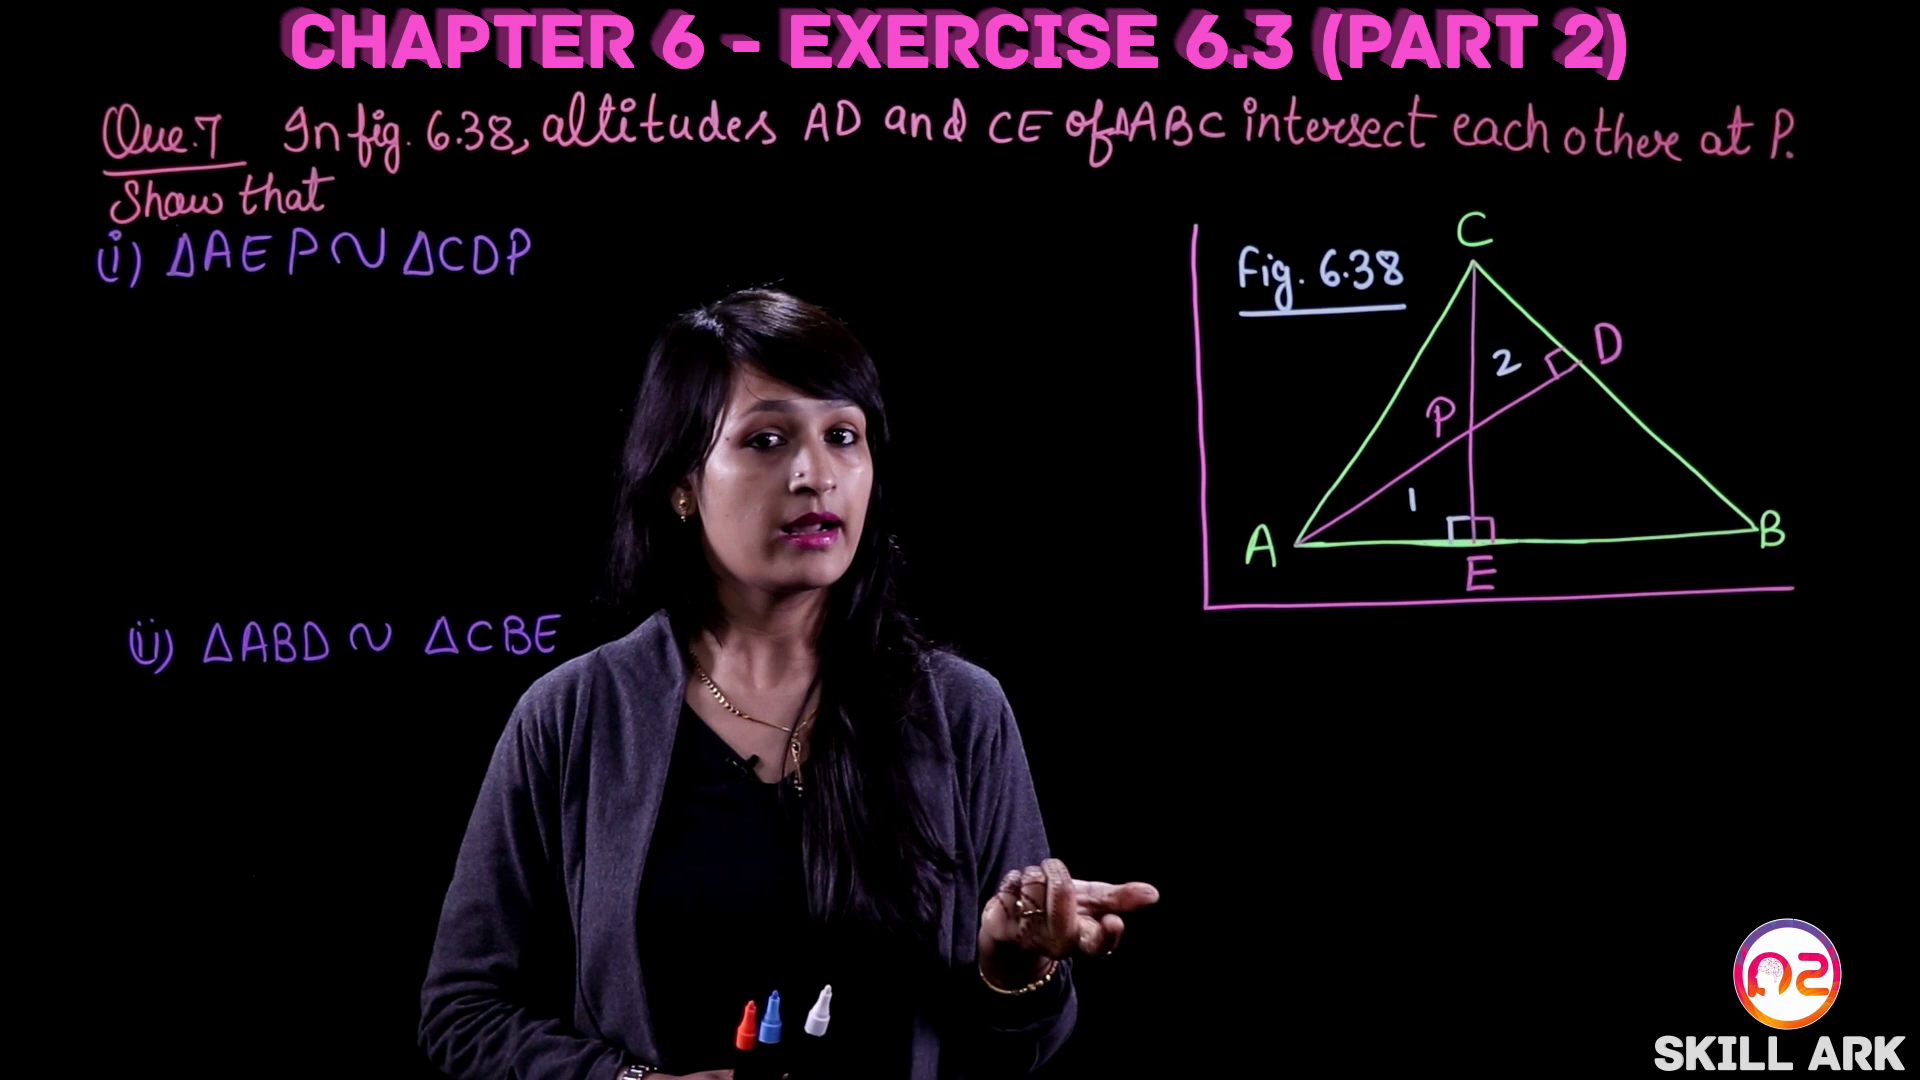 CHAPTER 6 - EXERCISE 6.3 (PART 2)
Que.7 In fig. 6.38, altitudes AD and CE of ΔABC intersect each other at P.
Show that
(i) ΔAEP ~ ΔCDP
(ii) ΔABD ~ ΔCBE
Fig. 6.38
C
D
2
P
1
A
B
E
SKILL ARK